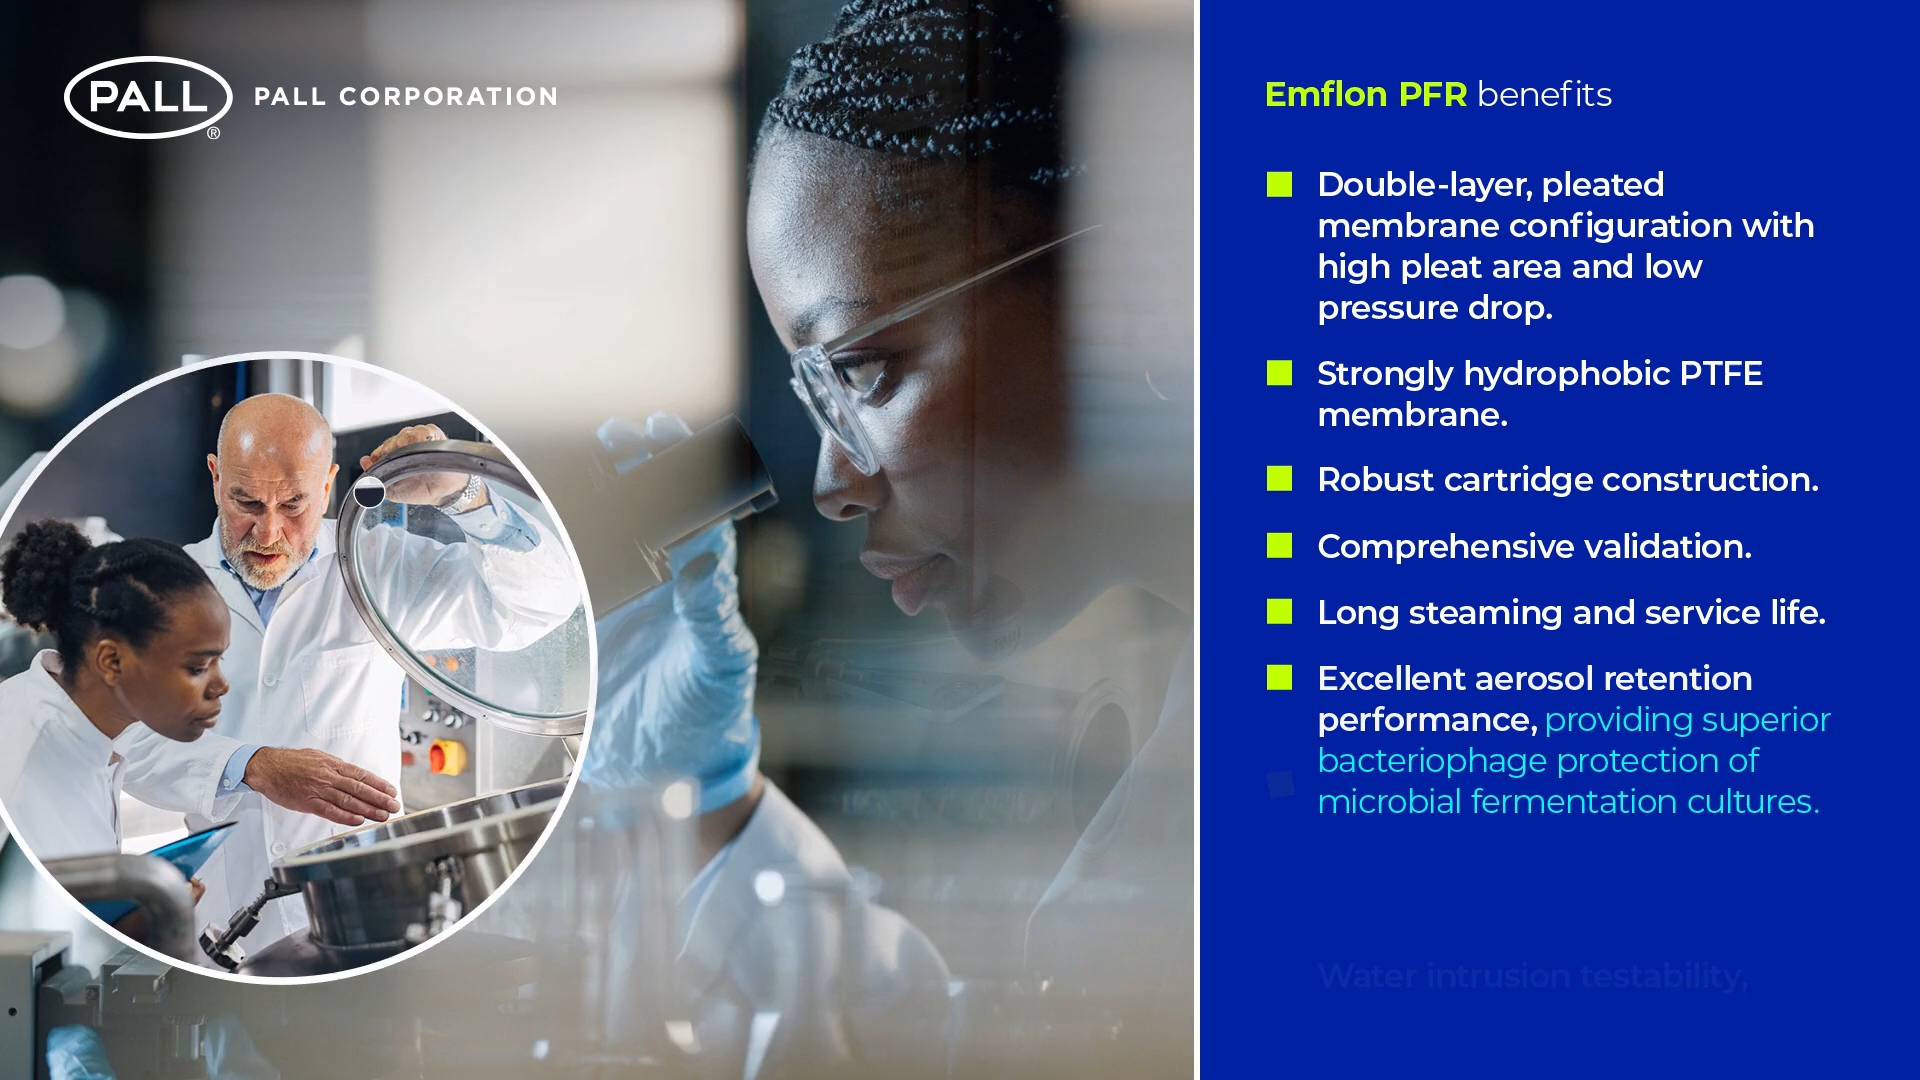 PALL
®
PALL CORPORATION
Emflon PFR benefits
Double-layer, pleated
membrane configuration with
high pleat area and low
pressure drop.
Strongly hydrophobic PTFE
membrane.
Robust cartridge construction.
Comprehensive validation.
Long steaming and service life.
Excellent aerosol retention
performance, providing superior
bacteriophage protection of
microbial fermentation cultures.
Water intrusion testability,